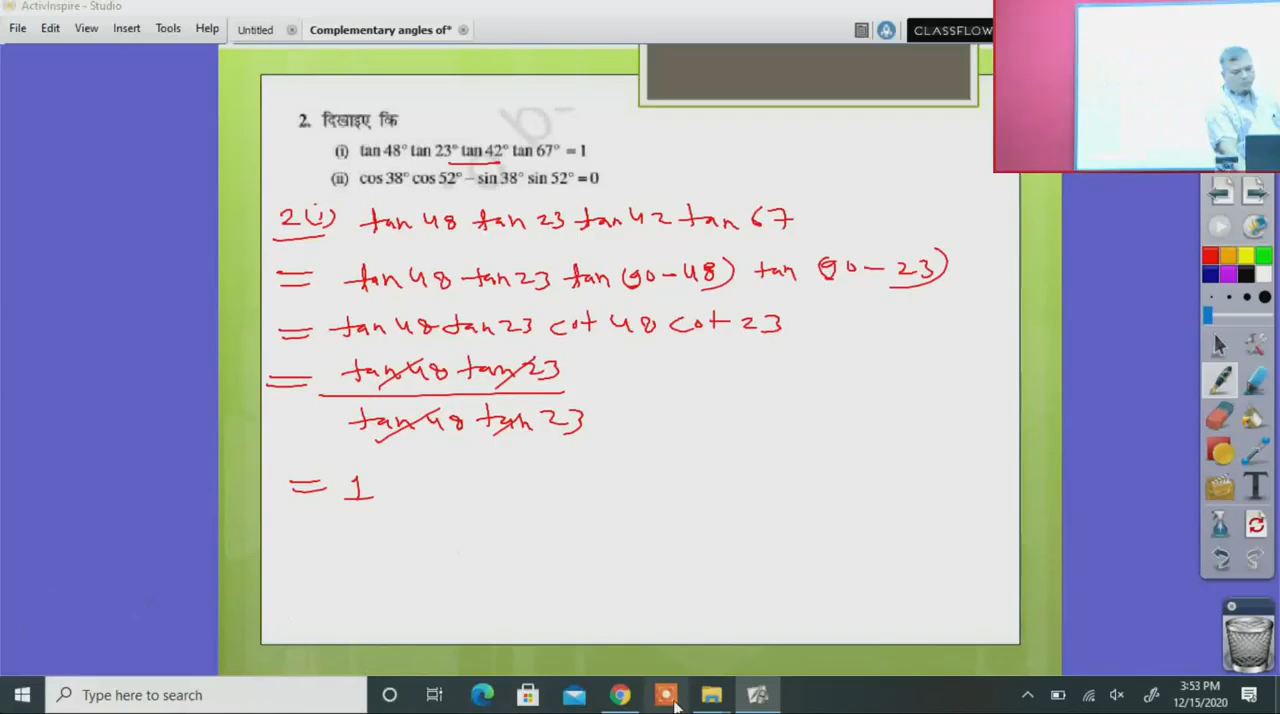 ActivInspire - Studio
File Edit View Insert Tools Help
Untitled
Complementary angles of*
CLASSFLOW
2. दिखाइए कि
(i) tan 48° tan 23° tan 42° tan 67° = 1
(ii) cos 38° cos 52° – sin 38° sin 52° = 0
2(i) tan 48 tan 23 tan 42 tan 67
= tan 48 tan 23 tan (90 – 48) tan (90 – 23)
= tan 48 tan 23 cot 48 cot 23
= tan 48 tan 23
tan 48 tan 23
= 1
Type here to search
3:53 PM
12/15/2020